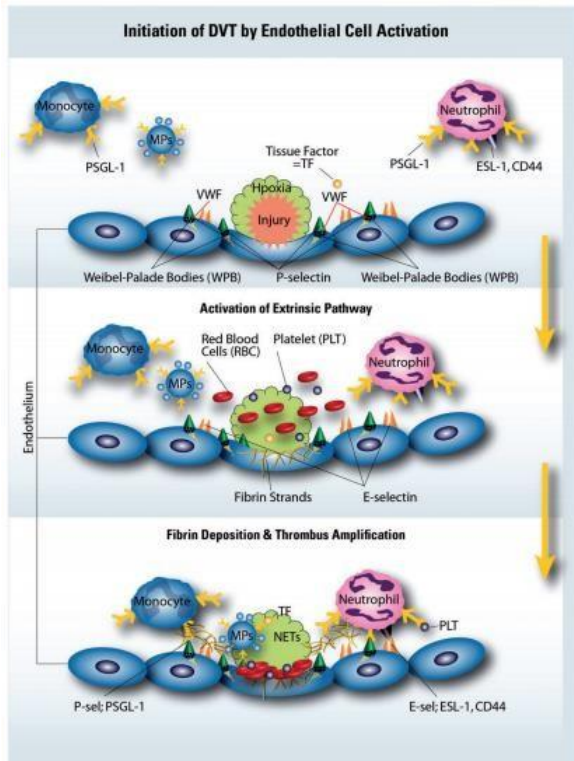 Initiation of DVT by Endothelial Cell Activation
Monocyte
MPs
PSGL-1
Neutrophil
PSGL-1
ESL-1, CD44
Tissue Factor
=TF
VWF
Hpoxia
VWF
Injury
Weibel-Palade Bodies (WPB)
P-selectin
Weibel-Palade Bodies (WPB)
Activation of Extrinsic Pathway
Monocyte
Red Blood
Cells (RBC)
Platelet (PLT)
Neutrophil
MPs
Endothelium
Fibrin Strands
E-selectin
Fibrin Deposition & Thrombus Amplification
Monocyte
TF
Neutrophil
MPs
NETs
PLT
P-sel; PSGL-1
E-sel; ESL-1, CD44